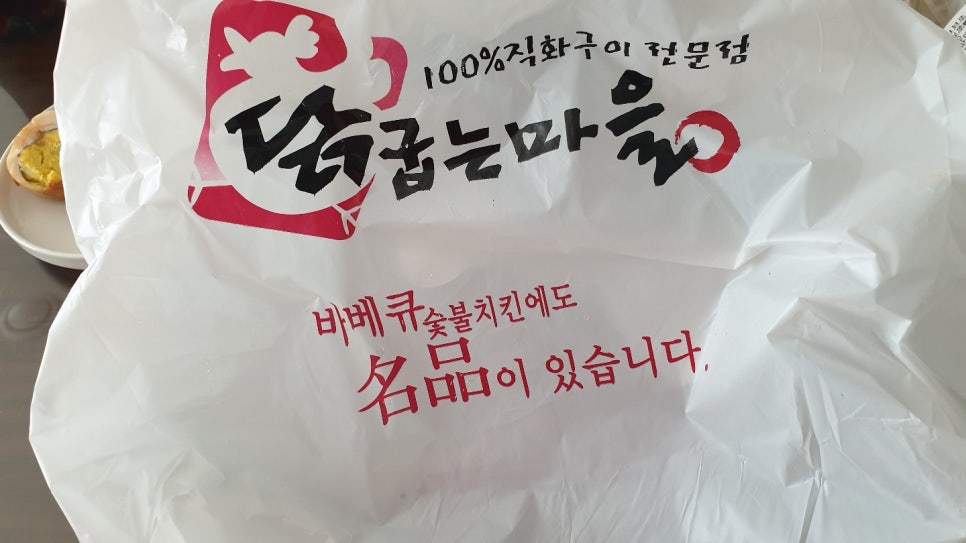 100%직화구이 전문점
닭굽는마을
바베큐숯불치킨에도
名品이 있습니다.